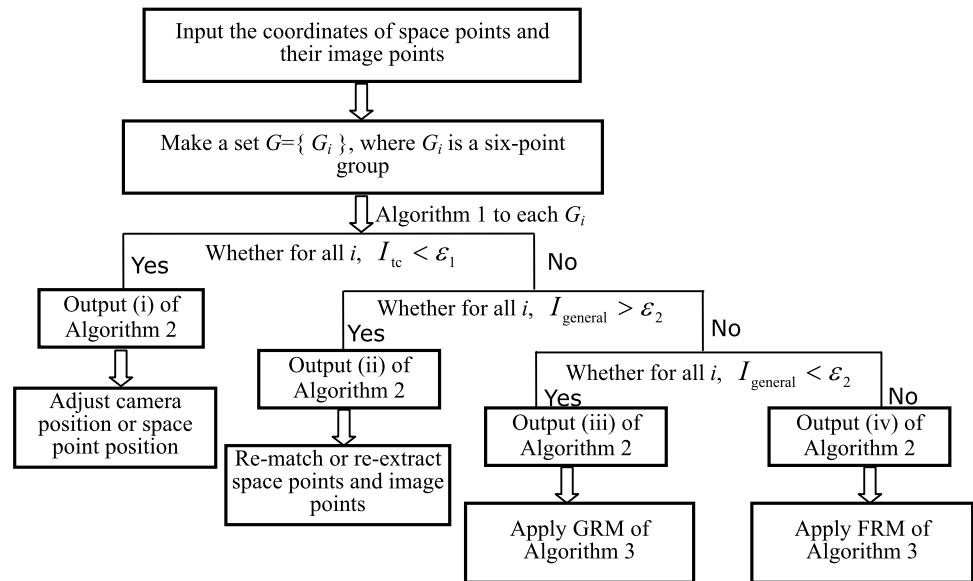 Input the coordinates of space points and
their image points
Make a set G={ Gᵢ }, where Gᵢ is a six-point
group
Algorithm 1 to each Gᵢ
Whether for all i, I_tc < ε₁
Yes
No
Output (i) of
Algorithm 2
Whether for all i, I_general > ε₂
Yes
No
Adjust camera
position or space
point position
Output (ii) of
Algorithm 2
Whether for all i, I_general < ε₂
Yes
No
Re-match or re-extract
space points and image
points
Output (iii) of
Algorithm 2
Output (iv) of
Algorithm 2
Apply GRM of
Algorithm 3
Apply FRM of
Algorithm 3